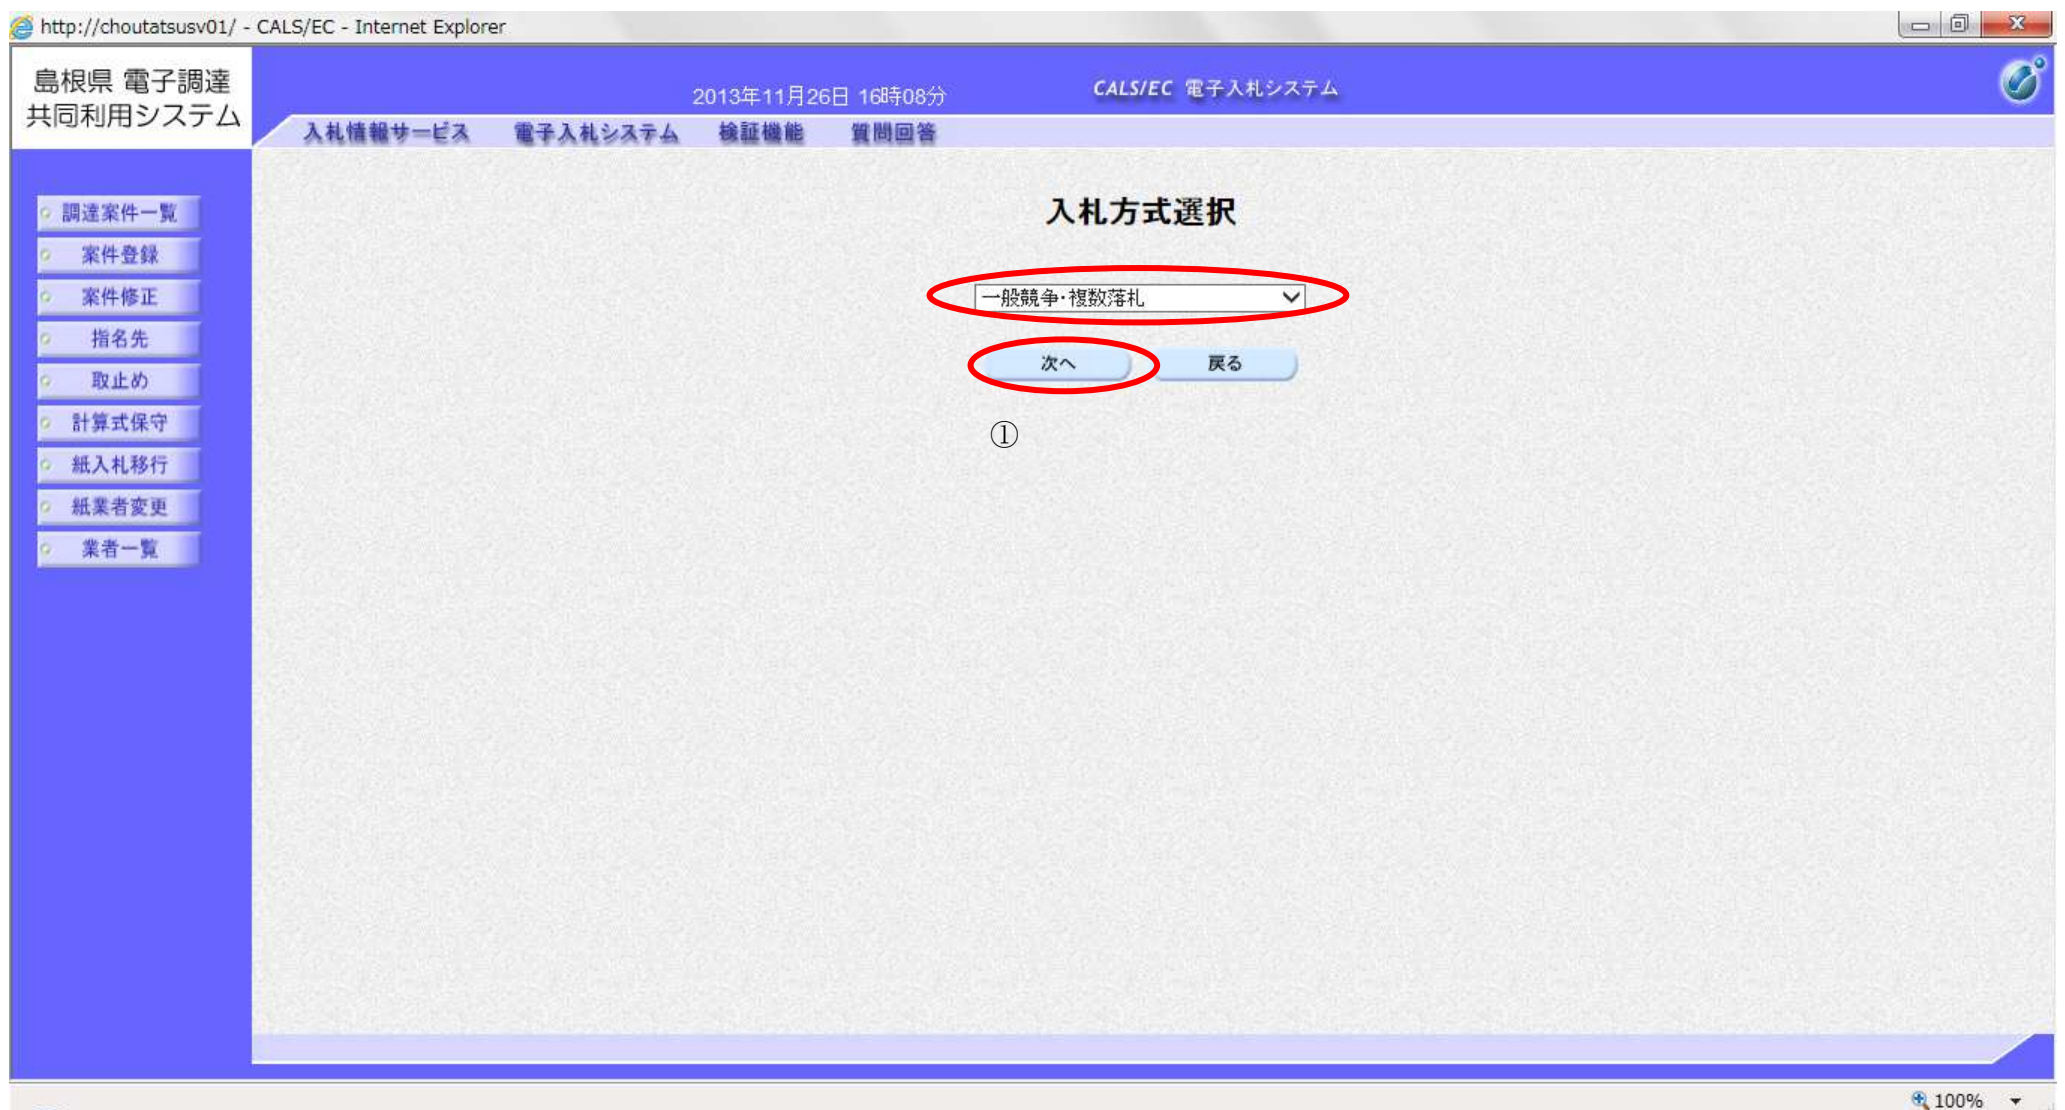 http://choutatsusv01/ - CALS/EC - Internet Explorer
島根県 電子調達
共同利用システム
2013年11月26日 16時08分
CALS/EC 電子入札システム
入札情報サービス 電子入札システム 検証機能 質問回答
調達案件一覧
案件登録
案件修正
指名先
取止め
計算式保守
紙入札移行
紙業者変更
業者一覧
入札方式選択
一般競争・複数落札
次へ 戻る
①
100%